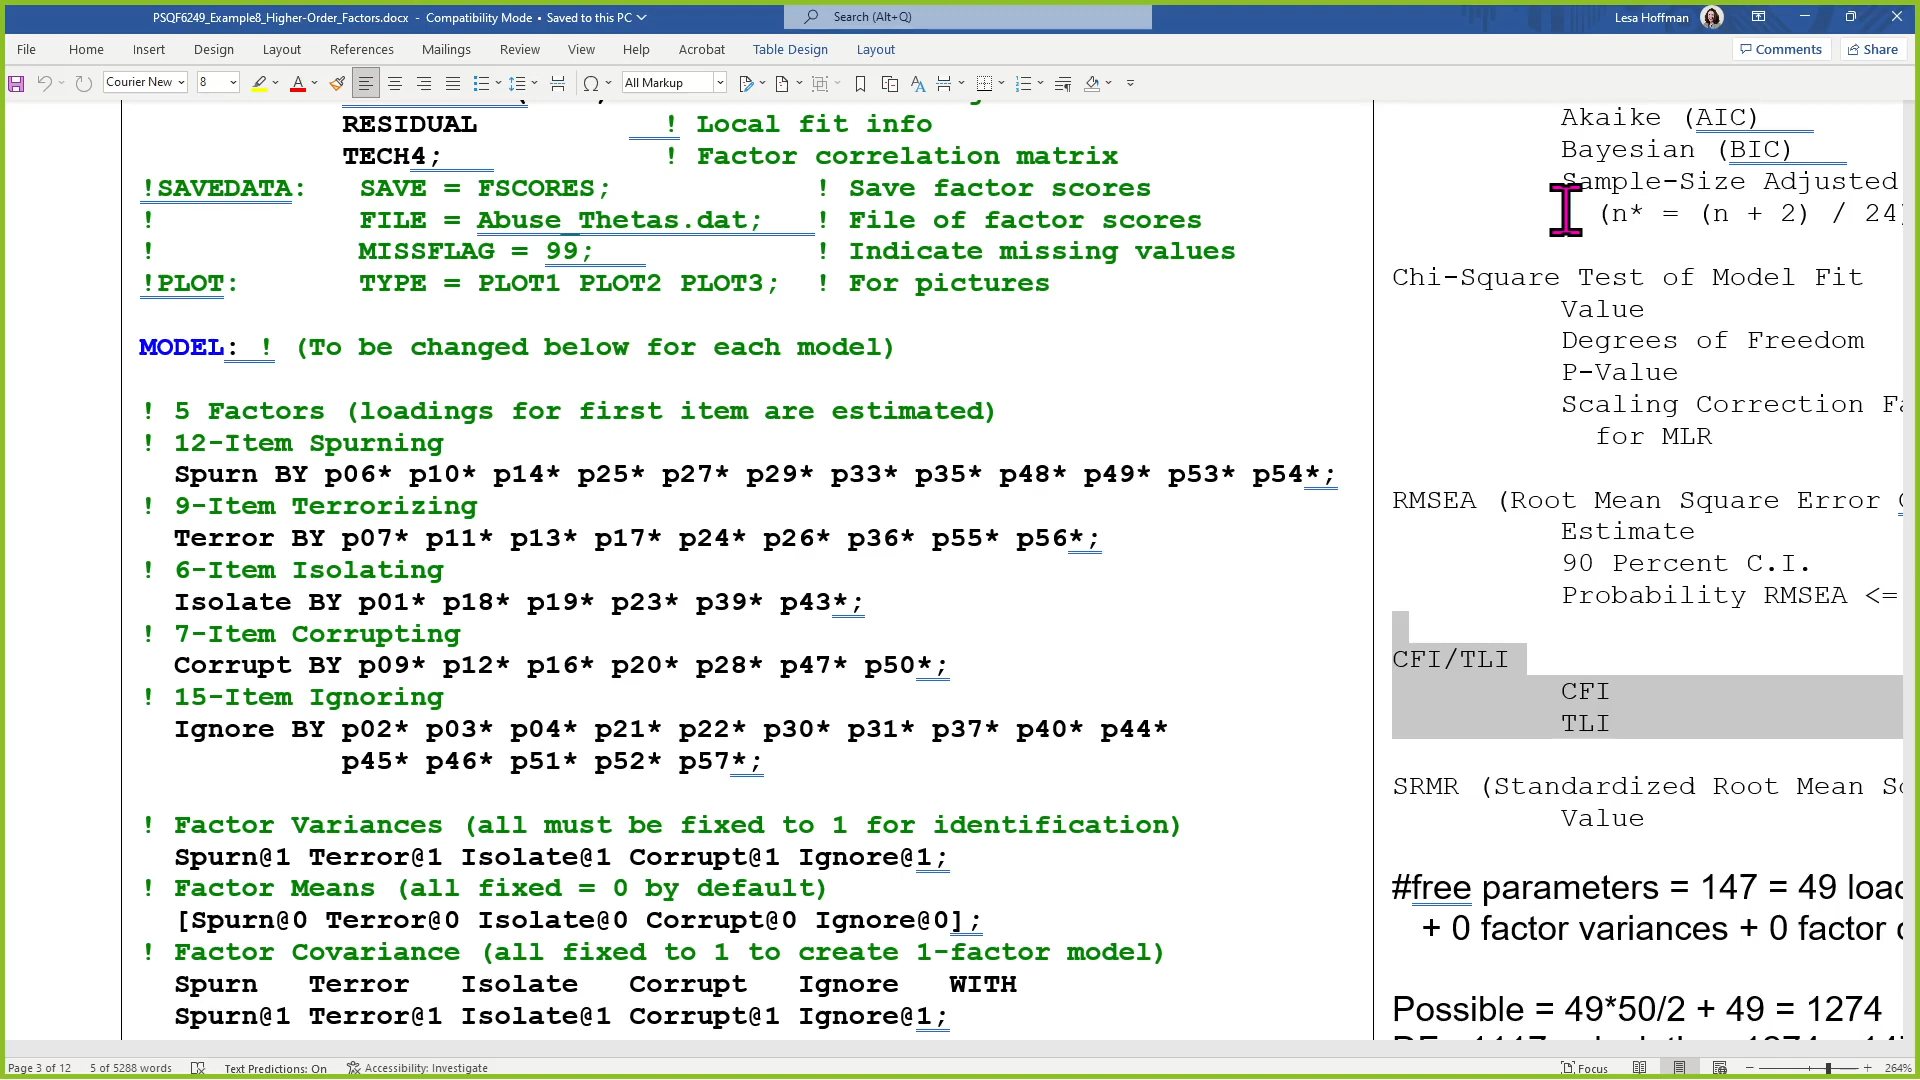 PSQF6249_Example8_Higher-Order_Factors.docx - Compatibility Mode • Saved to this PC
Search (Alt+Q)
Lesa Hoffman
File Home Insert Design Layout References Mailings Review View Help Acrobat Table Design Layout
Comments Share
Courier New 8 All Markup
RESIDUAL ! Local fit info
TECH4; ! Factor correlation matrix
!SAVEDATA: SAVE = FSCORES; ! Save factor scores
! FILE = Abuse_Thetas.dat; ! File of factor scores
! MISSFLAG = 99; ! Indicate missing values
!PLOT: TYPE = PLOT1 PLOT2 PLOT3; ! For pictures
MODEL: ! (To be changed below for each model)
! 5 Factors (loadings for first item are estimated)
! 12-Item Spurning
Spurn BY p06* p10* p14* p25* p27* p29* p33* p35* p48* p49* p53* p54*;
! 9-Item Terrorizing
Terror BY p07* p11* p13* p17* p24* p26* p36* p55* p56*;
! 6-Item Isolating
Isolate BY p01* p18* p19* p23* p39* p43*;
! 7-Item Corrupting
Corrupt BY p09* p12* p16* p20* p28* p47* p50*;
! 15-Item Ignoring
Ignore BY p02* p03* p04* p21* p22* p30* p31* p37* p40* p44*
p45* p46* p51* p52* p57*;
! Factor Variances (all must be fixed to 1 for identification)
Spurn@1 Terror@1 Isolate@1 Corrupt@1 Ignore@1;
! Factor Means (all fixed = 0 by default)
[Spurn@0 Terror@0 Isolate@0 Corrupt@0 Ignore@0];
! Factor Covariance (all fixed to 1 to create 1-factor model)
Spurn Terror Isolate Corrupt Ignore WITH
Spurn@1 Terror@1 Isolate@1 Corrupt@1 Ignore@1;
Akaike (AIC)
Bayesian (BIC)
Sample-Size Adjusted
(n* = (n + 2) / 24)
Chi-Square Test of Model Fit
Value
Degrees of Freedom
P-Value
Scaling Correction
for MLR
RMSEA (Root Mean Square Error
Estimate
90 Percent C.I.
Probability RMSEA <=
CFI/TLI
CFI
TLI
SRMR (Standardized Root Mean
Value
#free parameters = 147 = 49
+ 0 factor variances + 0 factor
Possible = 49*50/2 + 49 = 1274
Page 3 of 12 5 of 5288 words Text Predictions: On Accessibility: Investigate
Focus 264%